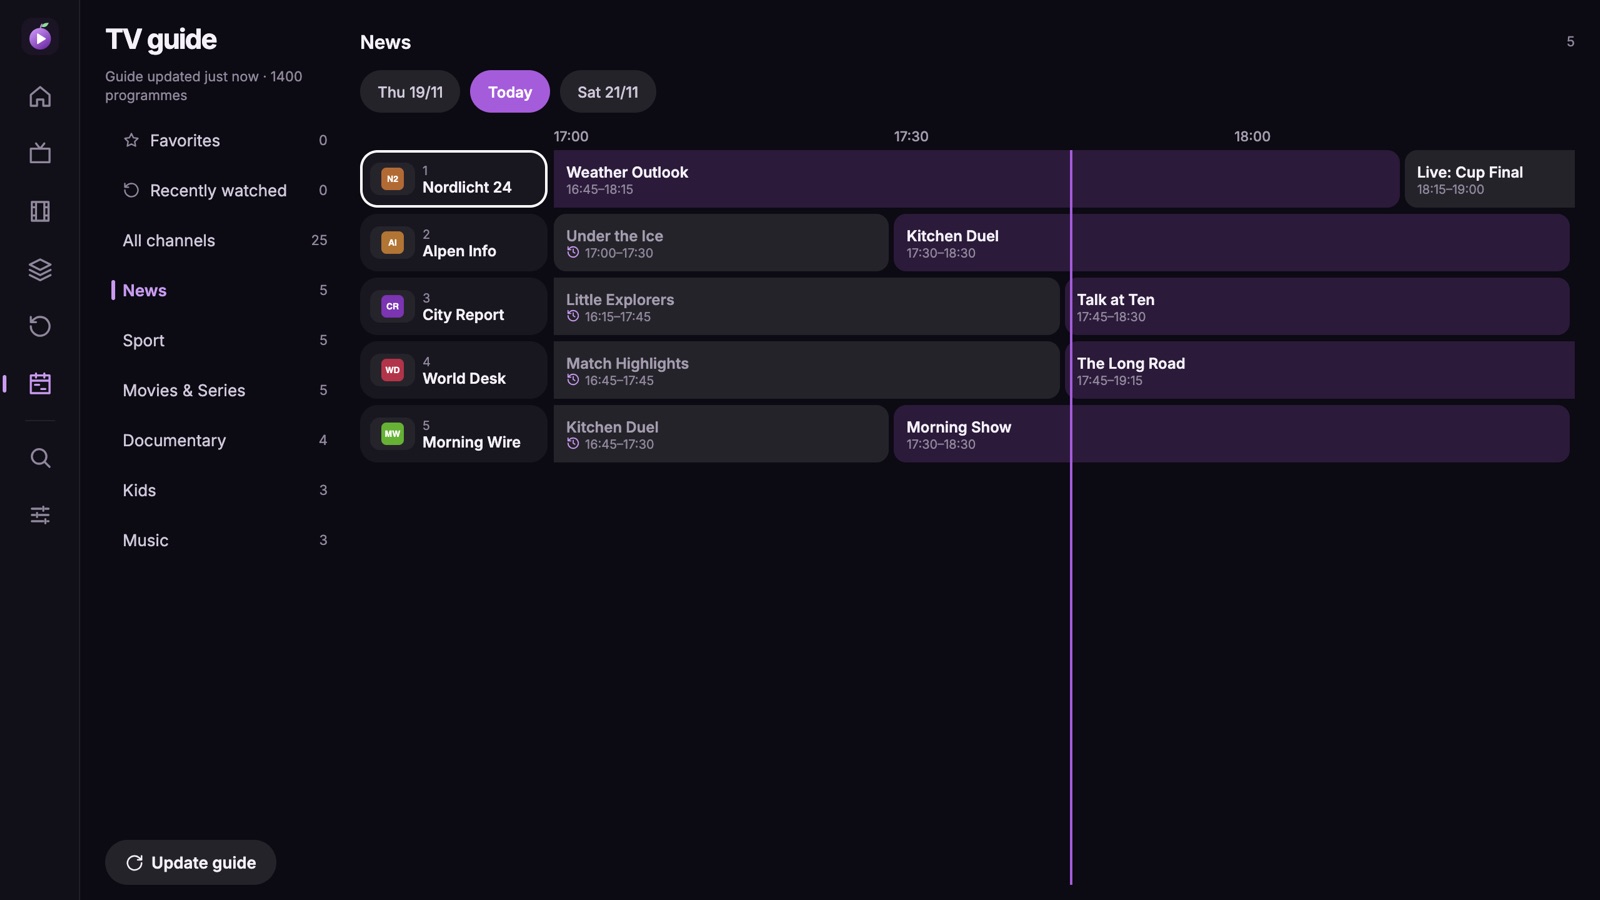 TV guide
Guide updated just now · 1400
programmes
Favorites 0
Recently watched 0
All channels 25
News 5
Sport 5
Movies & Series 5
Documentary 4
Kids 3
Music 3
Update guide
News 5
Thu 19/11 Today Sat 21/11
17:00 17:30 18:00
N2 1 Nordlicht 24
Weather Outlook
16:45–18:15
Live: Cup Final
18:15–19:00
AI 2 Alpen Info
Under the Ice
17:00–17:30
Kitchen Duel
17:30–18:30
CR 3 City Report
Little Explorers
16:15–17:45
Talk at Ten
17:45–18:30
WD 4 World Desk
Match Highlights
16:45–17:45
The Long Road
17:45–19:15
MW 5 Morning Wire
Kitchen Duel
16:45–17:30
Morning Show
17:30–18:30